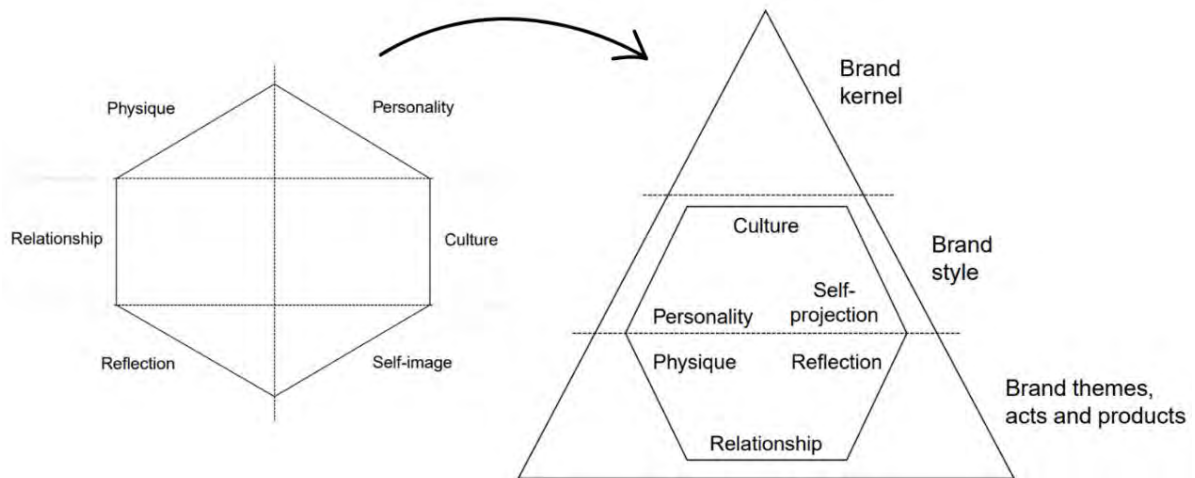 Physique
Personality
Relationship
Culture
Reflection
Self-image
Brand
kernel
Culture
Brand
style
Personality
Self-
projection
Physique
Reflection
Brand themes,
acts and products
Relationship